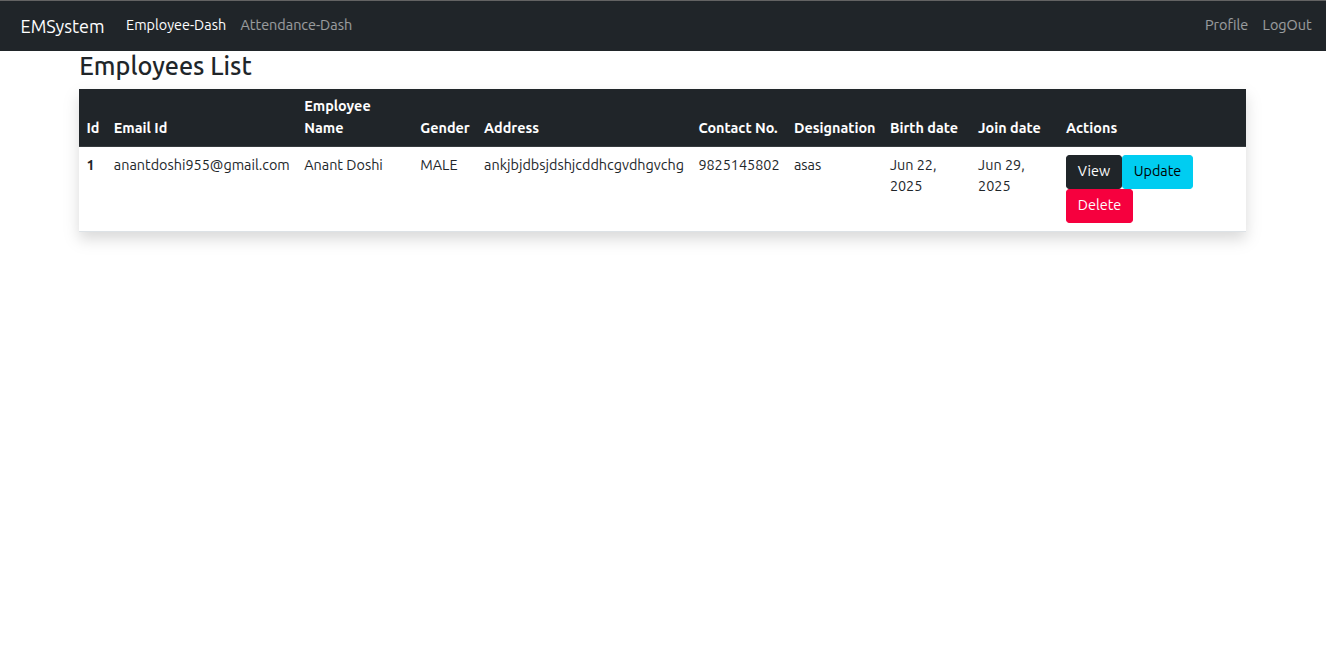 EMSystem Employee-Dash Attendance-Dash Profile LogOut
Employees List
Id Email Id Employee Name Gender Address Contact No. Designation Birth date Join date Actions
1 anantdoshi955@gmail.com Anant Doshi MALE ankjbjdbsjdshjcddhcgvdhgvchg 9825145802 asas Jun 22, 2025 Jun 29, 2025 View Update
Delete